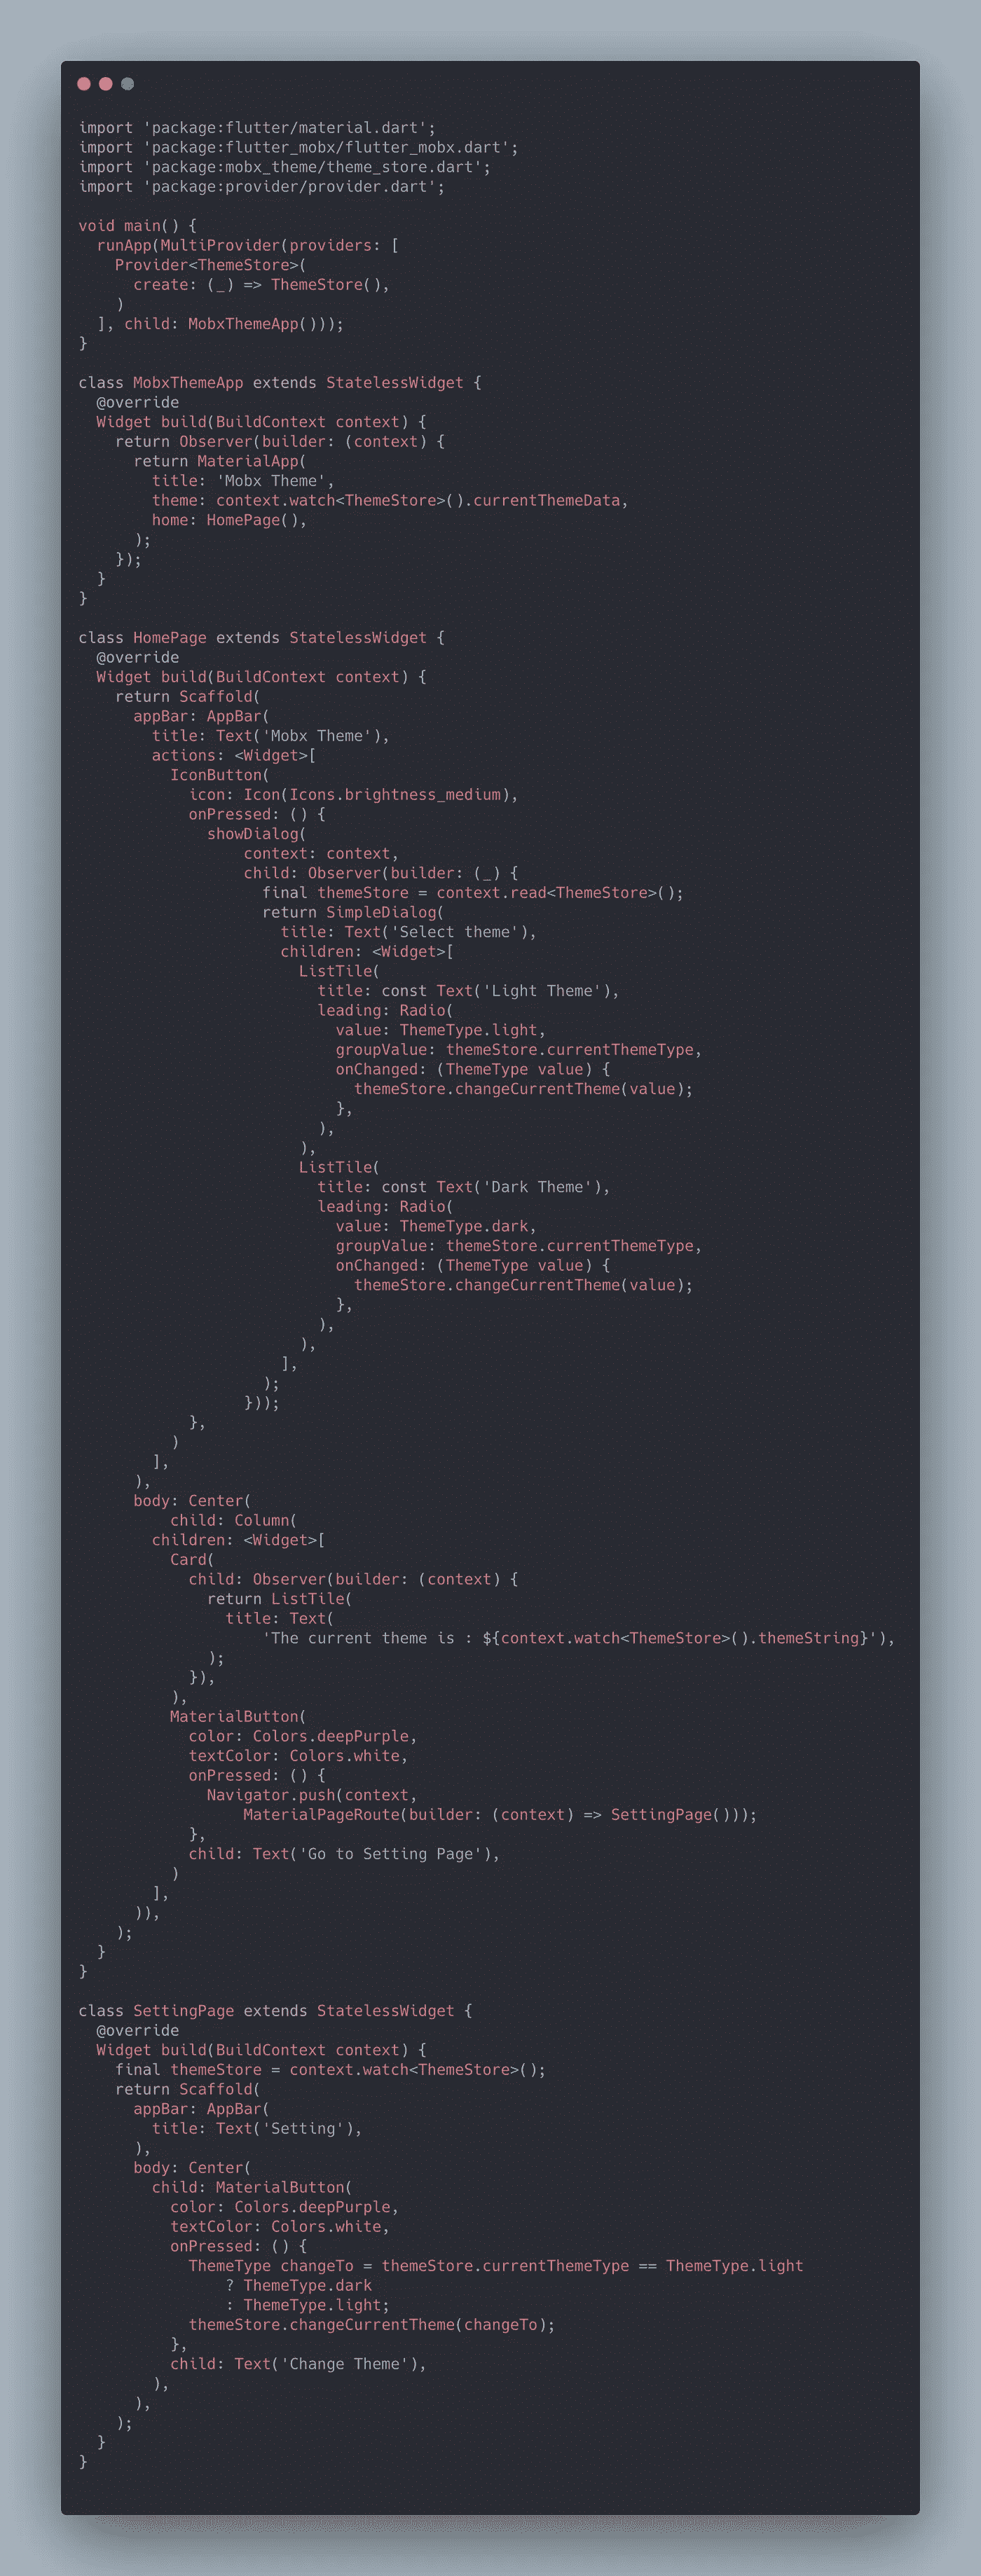 import 'package:flutter/material.dart';
import 'package:flutter_mobx/flutter_mobx.dart';
import 'package:mobx_theme/theme_store.dart';
import 'package:provider/provider.dart';

void main() {
  runApp(MultiProvider(providers: [
    Provider<ThemeStore>(
      create: (_) => ThemeStore(),
    )
  ], child: MobxThemeApp()));
}

class MobxThemeApp extends StatelessWidget {
  @override
  Widget build(BuildContext context) {
    return Observer(builder: (context) {
      return MaterialApp(
        title: 'Mobx Theme',
        theme: context.watch<ThemeStore>().currentThemeData,
        home: HomePage(),
      );
    });
  }
}

class HomePage extends StatelessWidget {
  @override
  Widget build(BuildContext context) {
    return Scaffold(
      appBar: AppBar(
        title: Text('Mobx Theme'),
        actions: <Widget>[
          IconButton(
            icon: Icon(Icons.brightness_medium),
            onPressed: () {
              showDialog(
                  context: context,
                  child: Observer(builder: (_) {
                    final themeStore = context.read<ThemeStore>();
                    return SimpleDialog(
                      title: Text('Select theme'),
                      children: <Widget>[
                        ListTile(
                          title: const Text('Light Theme'),
                          leading: Radio(
                            value: ThemeType.light,
                            groupValue: themeStore.currentThemeType,
                            onChanged: (ThemeType value) {
                              themeStore.changeCurrentTheme(value);
                            },
                          ),
                        ),
                        ListTile(
                          title: const Text('Dark Theme'),
                          leading: Radio(
                            value: ThemeType.dark,
                            groupValue: themeStore.currentThemeType,
                            onChanged: (ThemeType value) {
                              themeStore.changeCurrentTheme(value);
                            },
                          ),
                        ),
                      ],
                    );
                  }));
            },
          )
        ],
      ),
      body: Center(
          child: Column(
        children: <Widget>[
          Card(
            child: Observer(builder: (context) {
              return ListTile(
                title: Text(
                    'The current theme is : ${context.watch<ThemeStore>().themeString}'),
              );
            }),
          ),
          MaterialButton(
            color: Colors.deepPurple,
            textColor: Colors.white,
            onPressed: () {
              Navigator.push(context,
                  MaterialPageRoute(builder: (context) => SettingPage()));
            },
            child: Text('Go to Setting Page'),
          )
        ],
      )),
    );
  }
}

class SettingPage extends StatelessWidget {
  @override
  Widget build(BuildContext context) {
    final themeStore = context.watch<ThemeStore>();
    return Scaffold(
      appBar: AppBar(
        title: Text('Setting'),
      ),
      body: Center(
        child: MaterialButton(
          color: Colors.deepPurple,
          textColor: Colors.white,
          onPressed: () {
            ThemeType changeTo = themeStore.currentThemeType == ThemeType.light
                ? ThemeType.dark
                : ThemeType.light;
            themeStore.changeCurrentTheme(changeTo);
          },
          child: Text('Change Theme'),
        ),
      ),
    );
  }
}